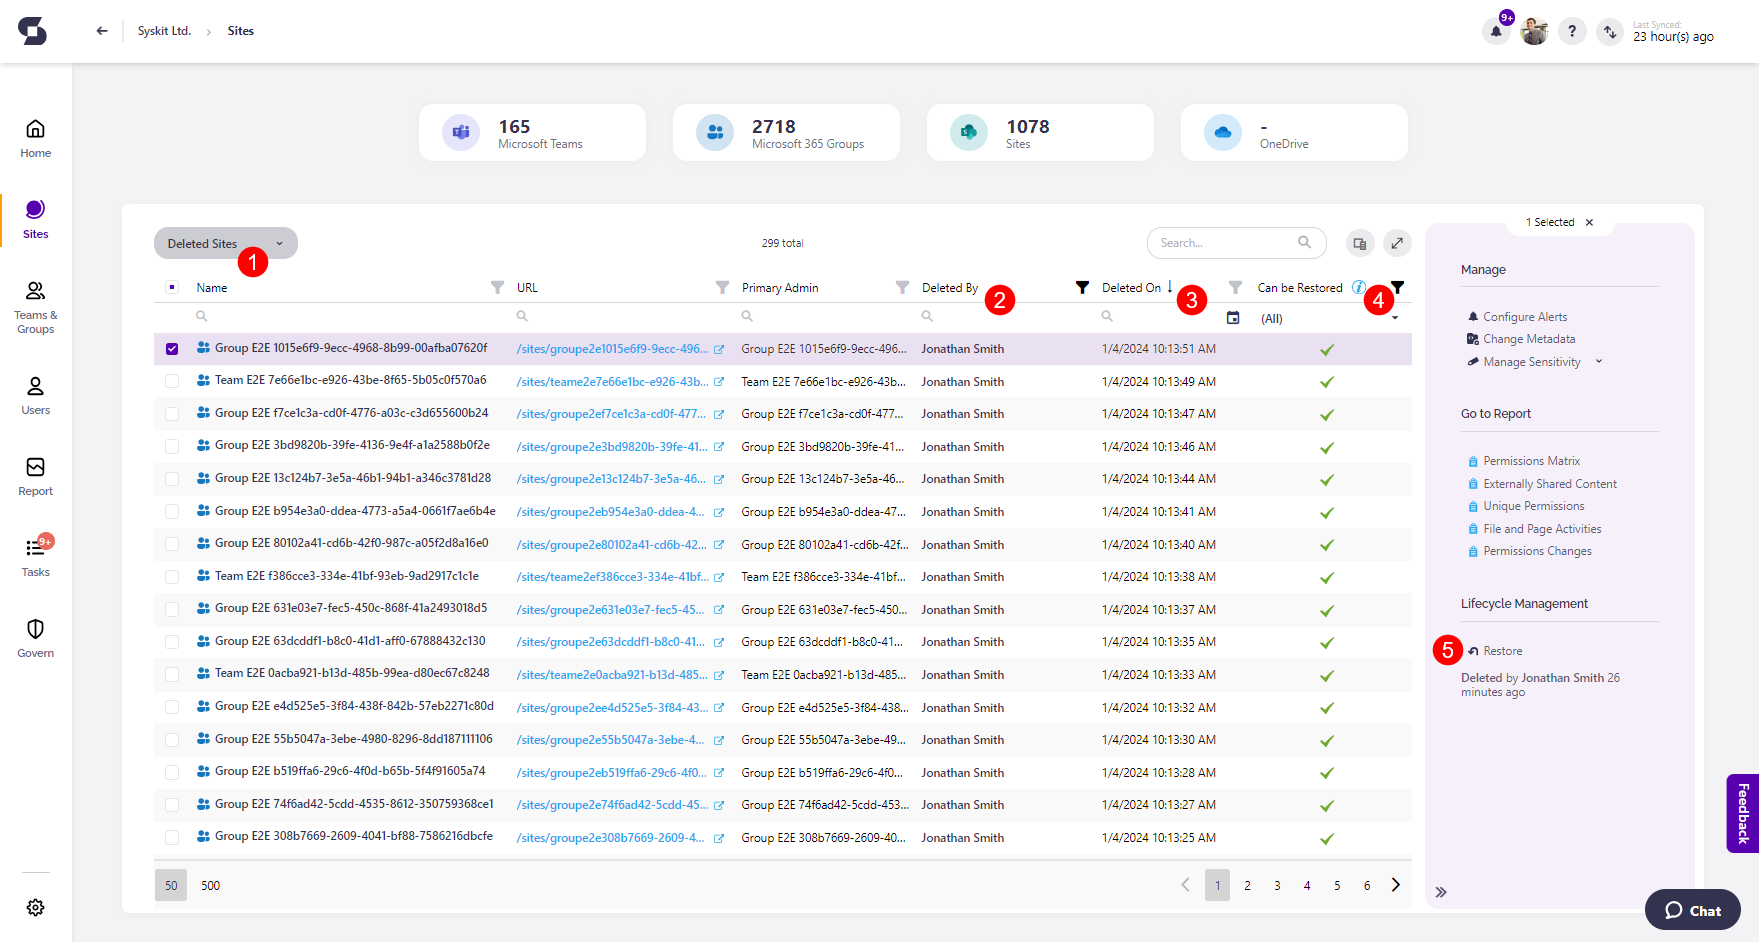 Syskit Ltd. › Sites
9+
?
Last Synced:
23 hour(s) ago
Home
Sites
Teams &
Groups
Users
Report
9+
Tasks
Govern
165
Microsoft Teams
2718
Microsoft 365 Groups
1078
Sites
-
OneDrive
Deleted Sites
1
299 total
Search...
Name URL Primary Admin Deleted By 2 Deleted On 3 Can be Restored 4
(All)
Group E2E 1015e6f9-9ecc-4968-8b99-00afba07620f /sites/groupe2e1015e6f9-9ecc-496... Group E2E 1015e6f9-9ecc-496... Jonathan Smith 1/4/2024 10:13:51 AM
Team E2E 7e66e1bc-e926-43be-8f65-5b05c0f570a6 /sites/teame2e7e66e1bc-e926-43b... Team E2E 7e66e1bc-e926-43b... Jonathan Smith 1/4/2024 10:13:49 AM
Group E2E f7ce1c3a-cd0f-4776-a03c-c3d655600b24 /sites/groupe2ef7ce1c3a-cd0f-477... Group E2E f7ce1c3a-cd0f-477... Jonathan Smith 1/4/2024 10:13:47 AM
Group E2E 3bd9820b-39fe-4136-9e4f-a1a2588b0f2e /sites/groupe2e3bd9820b-39fe-41... Group E2E 3bd9820b-39fe-41... Jonathan Smith 1/4/2024 10:13:46 AM
Group E2E 13c124b7-3e5a-46b1-94b1-a346c3781d28 /sites/groupe2e13c124b7-3e5a-46... Group E2E 13c124b7-3e5a-46... Jonathan Smith 1/4/2024 10:13:44 AM
Group E2E b954e3a0-ddea-4773-a5a4-0661f7ae6b4e /sites/groupe2eb954e3a0-ddea-4... Group E2E b954e3a0-ddea-47... Jonathan Smith 1/4/2024 10:13:41 AM
Group E2E 80102a41-cd6b-42f0-987c-a05f2d8a16e0 /sites/groupe2e80102a41-cd6b-42... Group E2E 80102a41-cd6b-42f... Jonathan Smith 1/4/2024 10:13:40 AM
Team E2E f386cce3-334e-41bf-93eb-9ad2917c1c1e /sites/teame2ef386cce3-334e-41bf... Team E2E f386cce3-334e-41bf... Jonathan Smith 1/4/2024 10:13:38 AM
Group E2E 631e03e7-fec5-450c-868f-41a2493018d5 /sites/groupe2e631e03e7-fec5-45... Group E2E 631e03e7-fec5-450... Jonathan Smith 1/4/2024 10:13:37 AM
Group E2E 63dcddf1-b8c0-41d1-aff0-67888432c130 /sites/groupe2e63dcddf1-b8c0-41... Group E2E 63dcddf1-b8c0-41... Jonathan Smith 1/4/2024 10:13:35 AM
Team E2E 0acba921-b13d-485b-99ea-d80ec67c8248 /sites/teame2e0acba921-b13d-485... Team E2E 0acba921-b13d-485... Jonathan Smith 1/4/2024 10:13:33 AM
Group E2E e4d525e5-3f84-438f-842b-57eb2271c80d /sites/groupe2ee4d525e5-3f84-43... Group E2E e4d525e5-3f84-43... Jonathan Smith 1/4/2024 10:13:32 AM
Group E2E 55b5047a-3ebe-4980-8296-8dd187111106 /sites/groupe2e55b5047a-3ebe-4... Group E2E 55b5047a-3ebe-49... Jonathan Smith 1/4/2024 10:13:30 AM
Group E2E b519ffa6-29c6-4f0d-b65b-5f4f91605a74 /sites/groupe2eb519ffa6-29c6-4f0... Group E2E b519ffa6-29c6-4f0... Jonathan Smith 1/4/2024 10:13:28 AM
Group E2E 74f6ad42-5cdd-4535-8612-350759368ce1 /sites/groupe2e74f6ad42-5cdd-45... Group E2E 74f6ad42-5cdd-453... Jonathan Smith 1/4/2024 10:13:27 AM
Group E2E 308b7669-2609-4041-bf88-7586216dbcfe /sites/groupe2e308b7669-2609-4... Group E2E 308b7669-2609-40... Jonathan Smith 1/4/2024 10:13:25 AM
50 500
1 2 3 4 5 6
1 Selected
Manage
Configure Alerts
Change Metadata
Manage Sensitivity
Go to Report
Permissions Matrix
Externally Shared Content
Unique Permissions
File and Page Activities
Permissions Changes
Lifecycle Management
5 Restore
Deleted by Jonathan Smith 26
minutes ago
Feedback
Chat